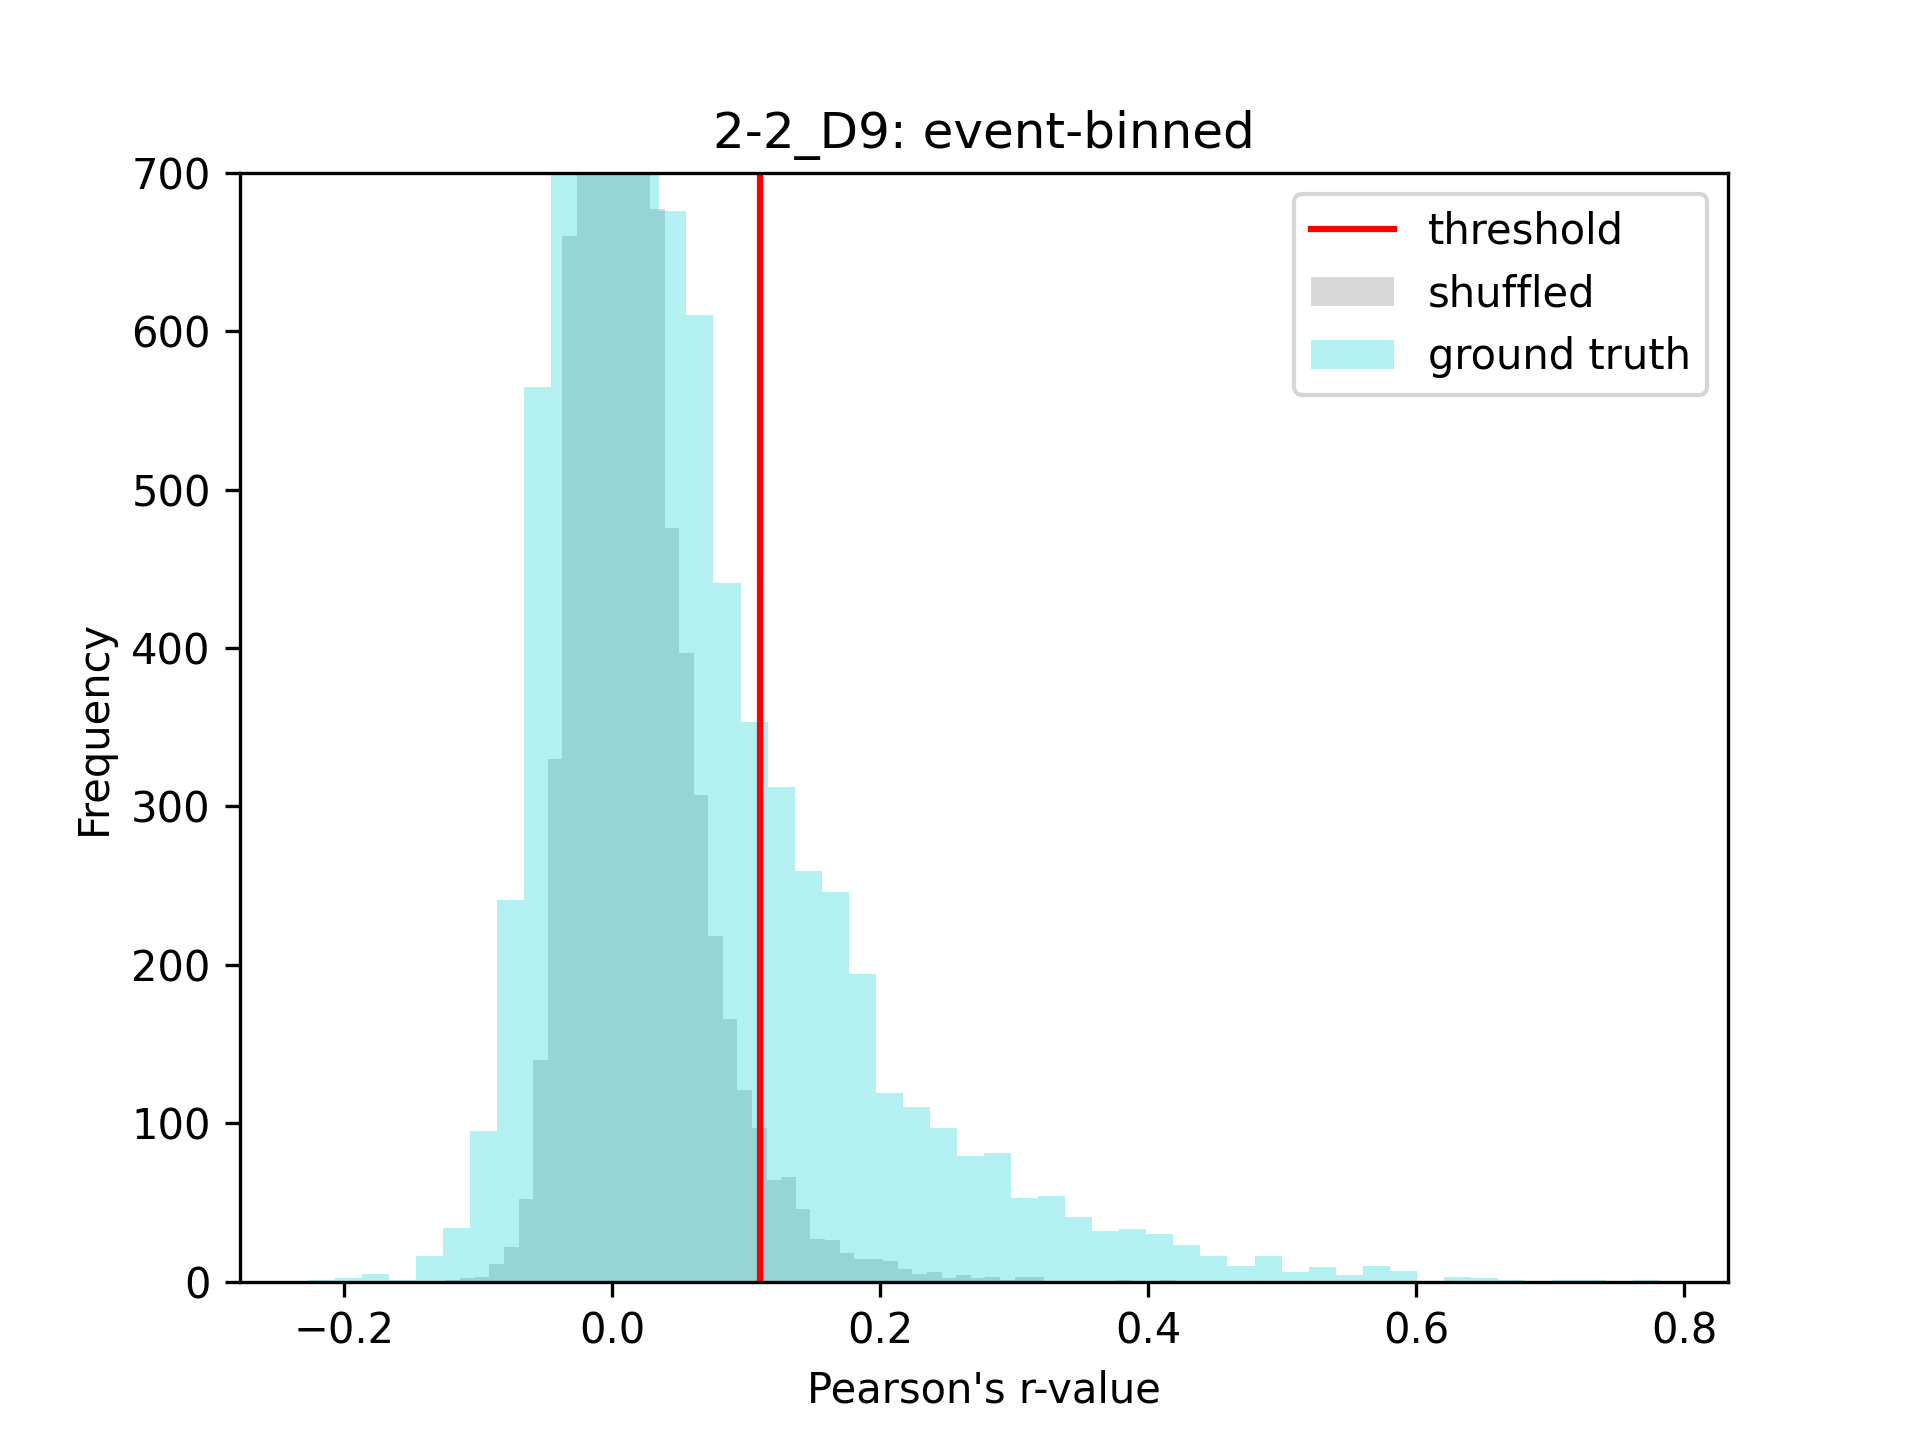 2-2_D9: event-binned
700
600
500
400
300
200
100
0
Frequency
threshold
shuffled
ground truth
−0.2 0.0 0.2 0.4 0.6 0.8
Pearson's r-value